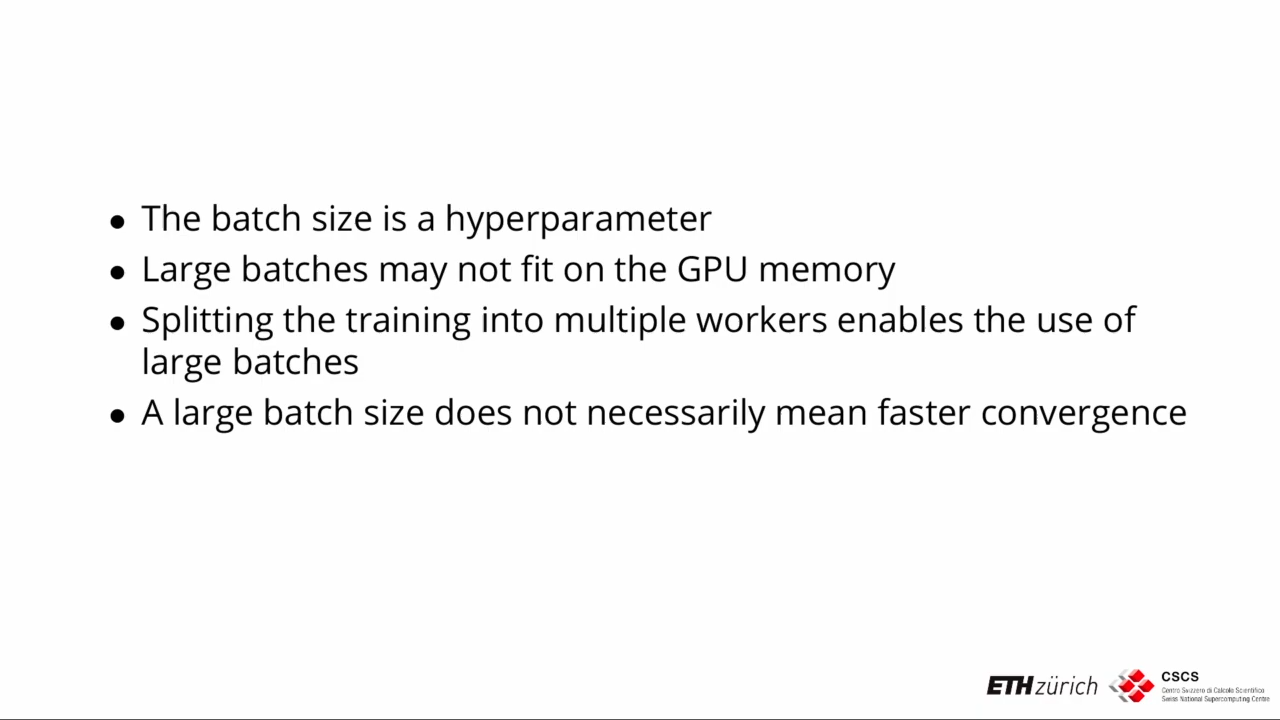 ● The batch size is a hyperparameter
● Large batches may not fit on the GPU memory
● Splitting the training into multiple workers enables the use of
large batches
● A large batch size does not necessarily mean faster convergence
ETH zürich
CSCS
Centro Svizzero di Calcolo Scientifico
Swiss National Supercomputing Centre